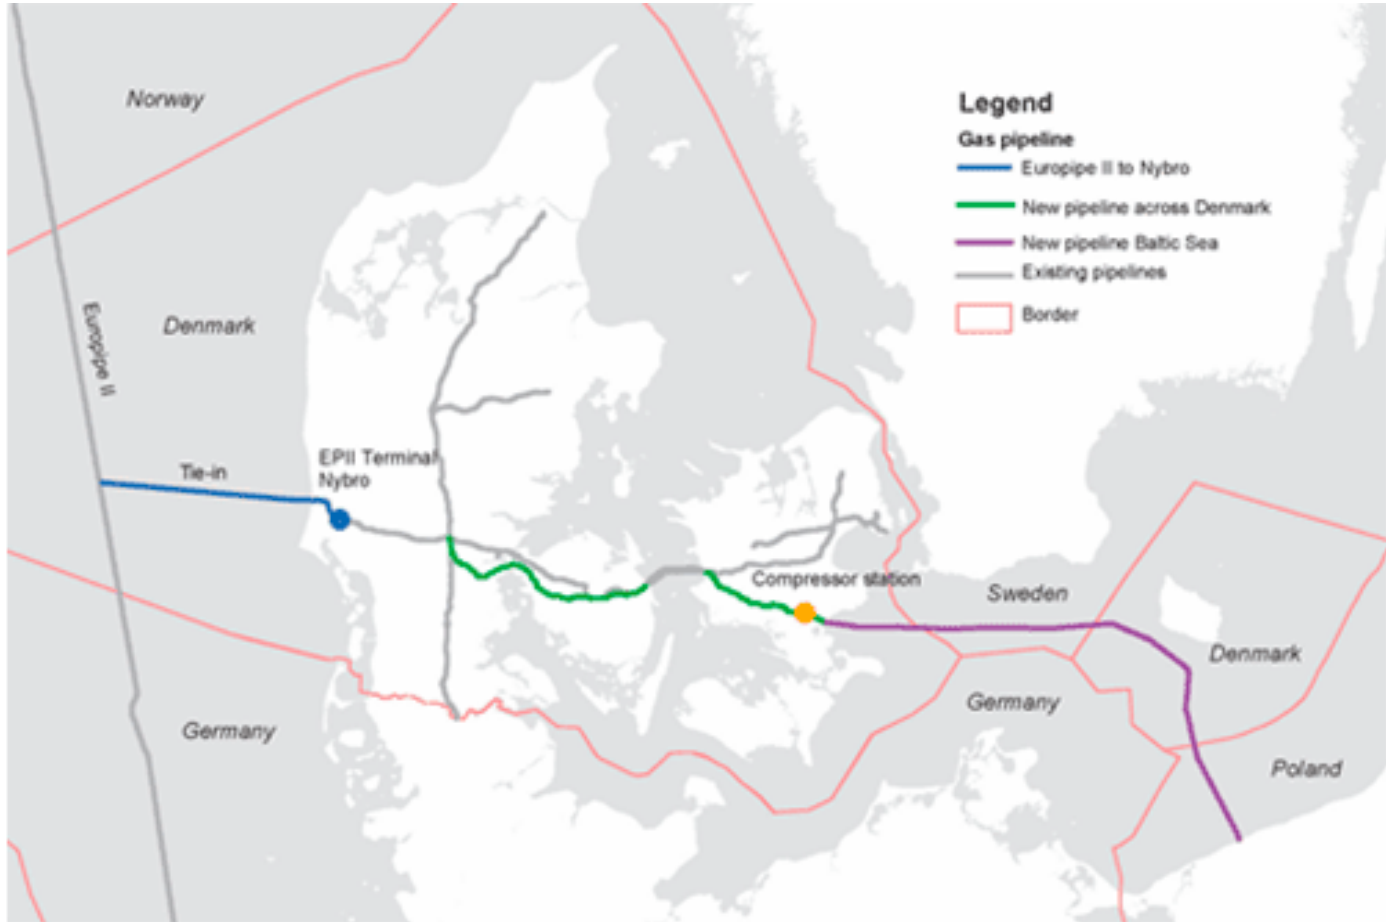 Norway
Legend
Gas pipeline
Europipe II to Nybro
New pipeline across Denmark
New pipeline Baltic Sea
Existing pipelines
Border
Europipe II
Denmark
EPII Terminal
Nybro
Tie-in
Compressor station
Sweden
Denmark
Germany
Germany
Poland